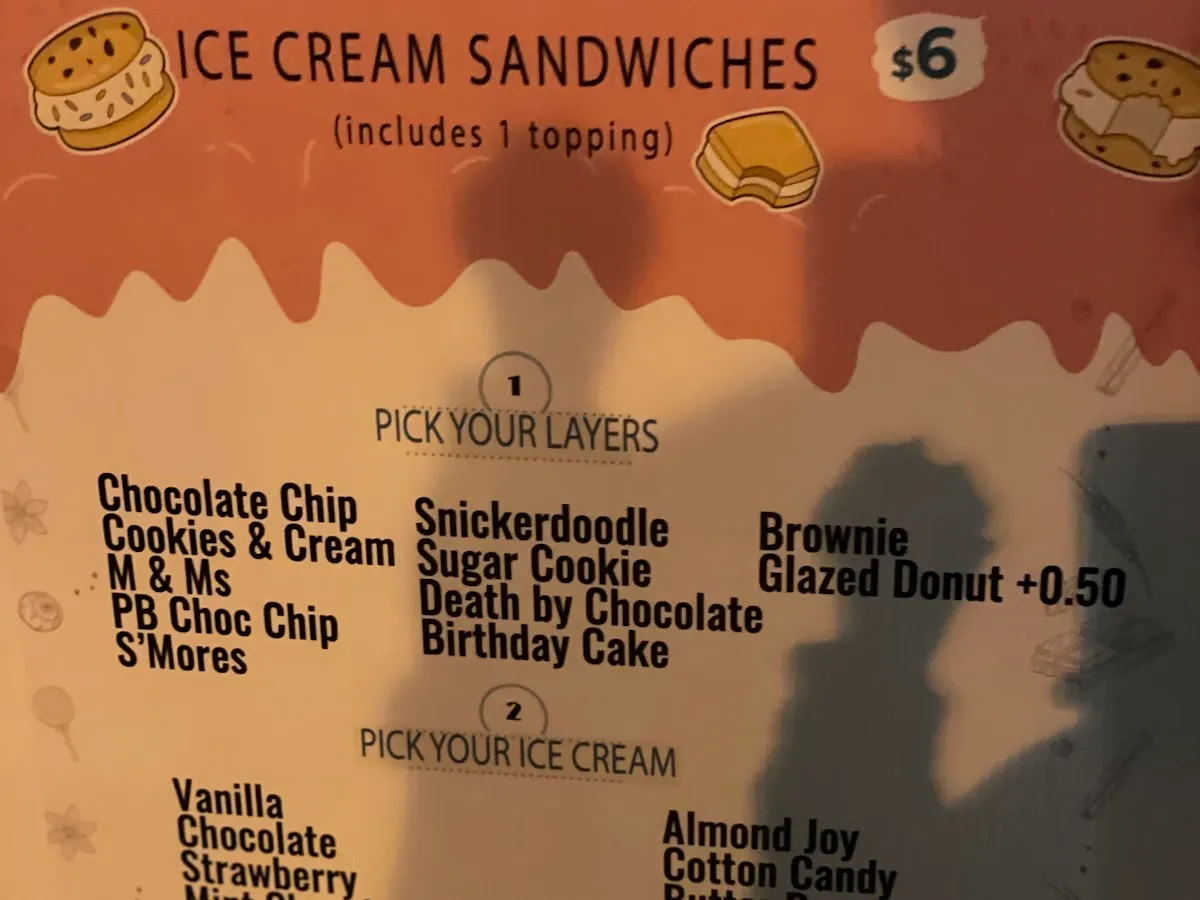 ICE CREAM SANDWICHES $6
(includes 1 topping)
1
PICK YOUR LAYERS
Chocolate Chip
Cookies & Cream
M & Ms
PB Choc Chip
S'Mores
Snickerdoodle
Sugar Cookie
Death by Chocolate
Birthday Cake
Brownie
Glazed Donut +0.50
2
PICK YOUR ICE CREAM
Vanilla
Chocolate
Strawberry
Almond Joy
Cotton Candy